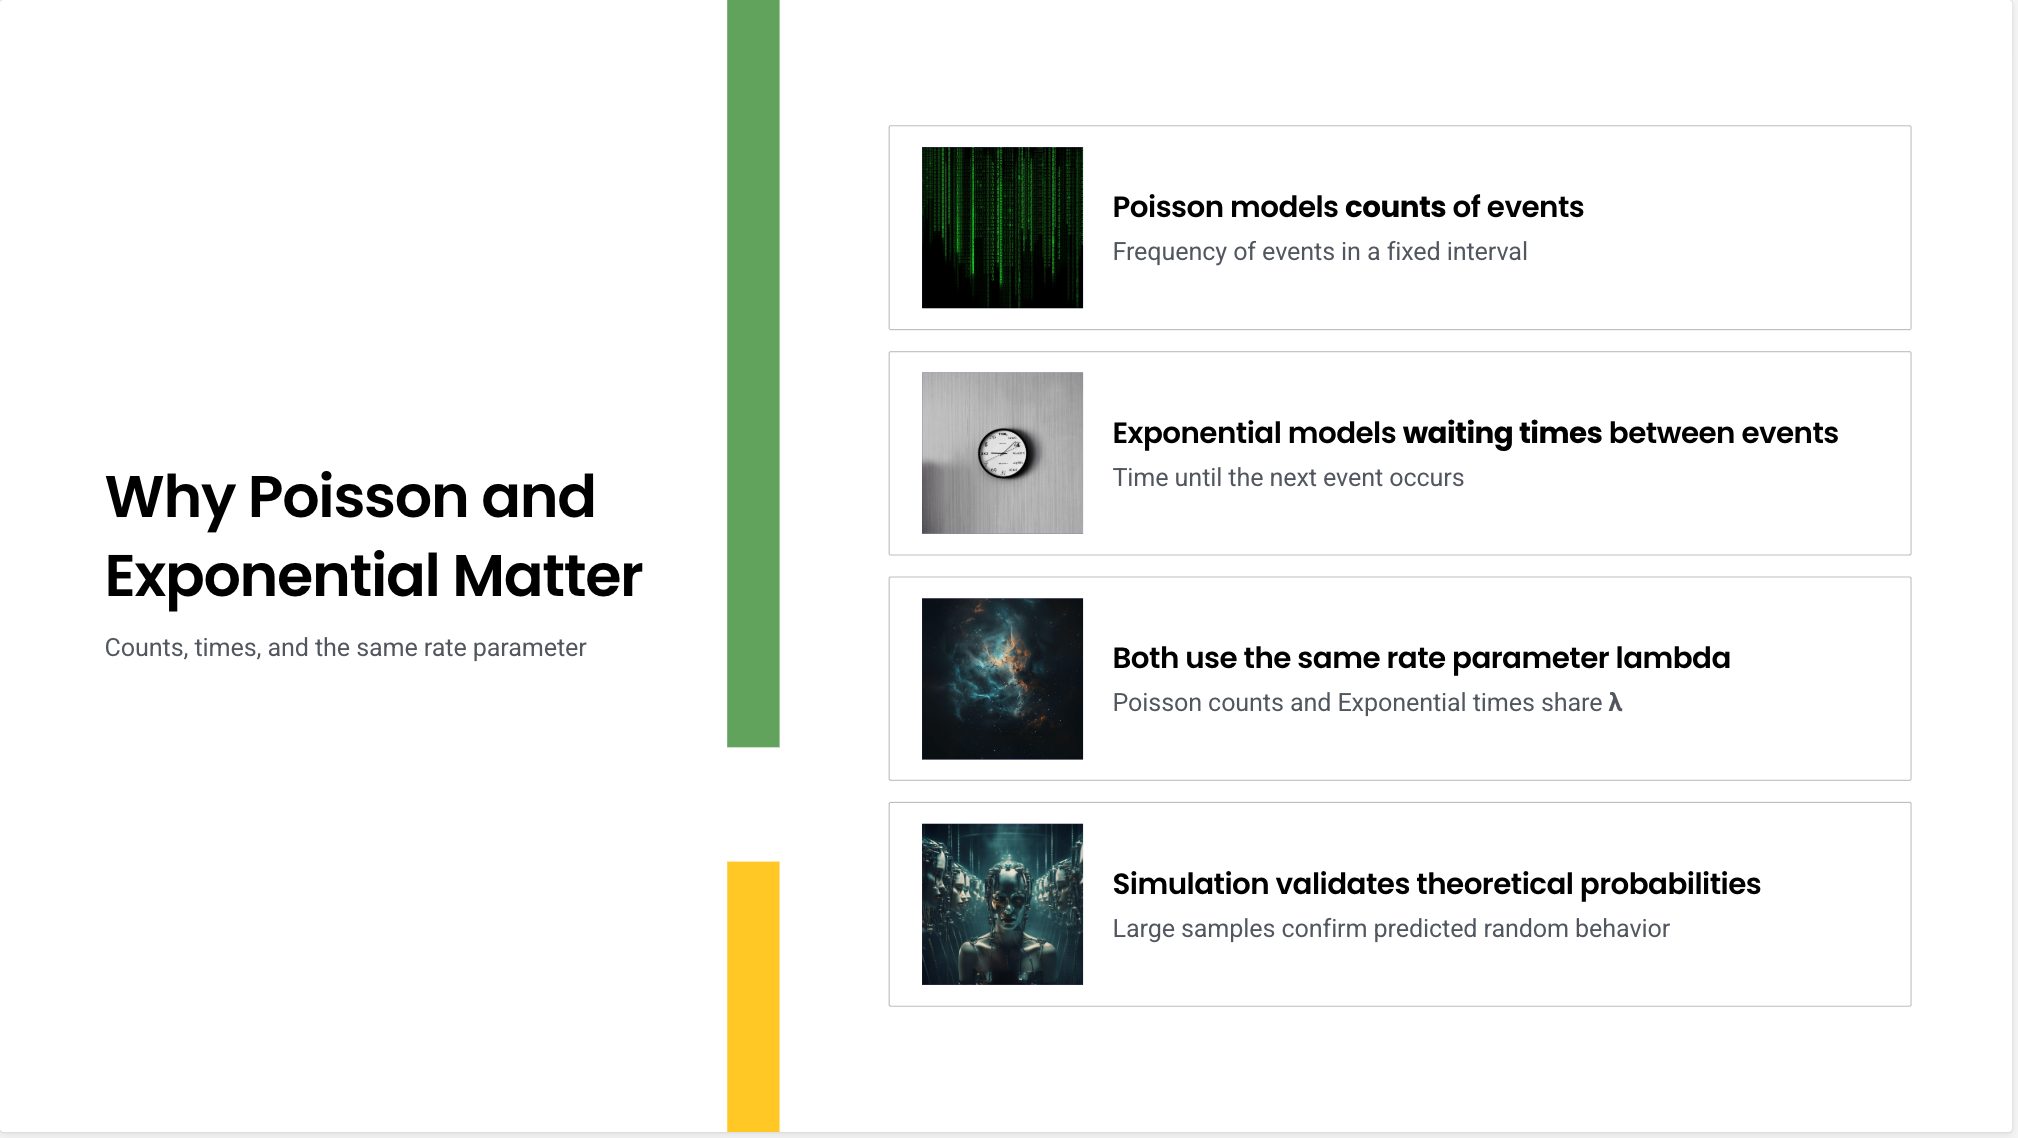 Why Poisson and
Exponential Matter
Counts, times, and the same rate parameter
Poisson models counts of events
Frequency of events in a fixed interval
Exponential models waiting times between events
Time until the next event occurs
Both use the same rate parameter lambda
Poisson counts and Exponential times share λ
Simulation validates theoretical probabilities
Large samples confirm predicted random behavior